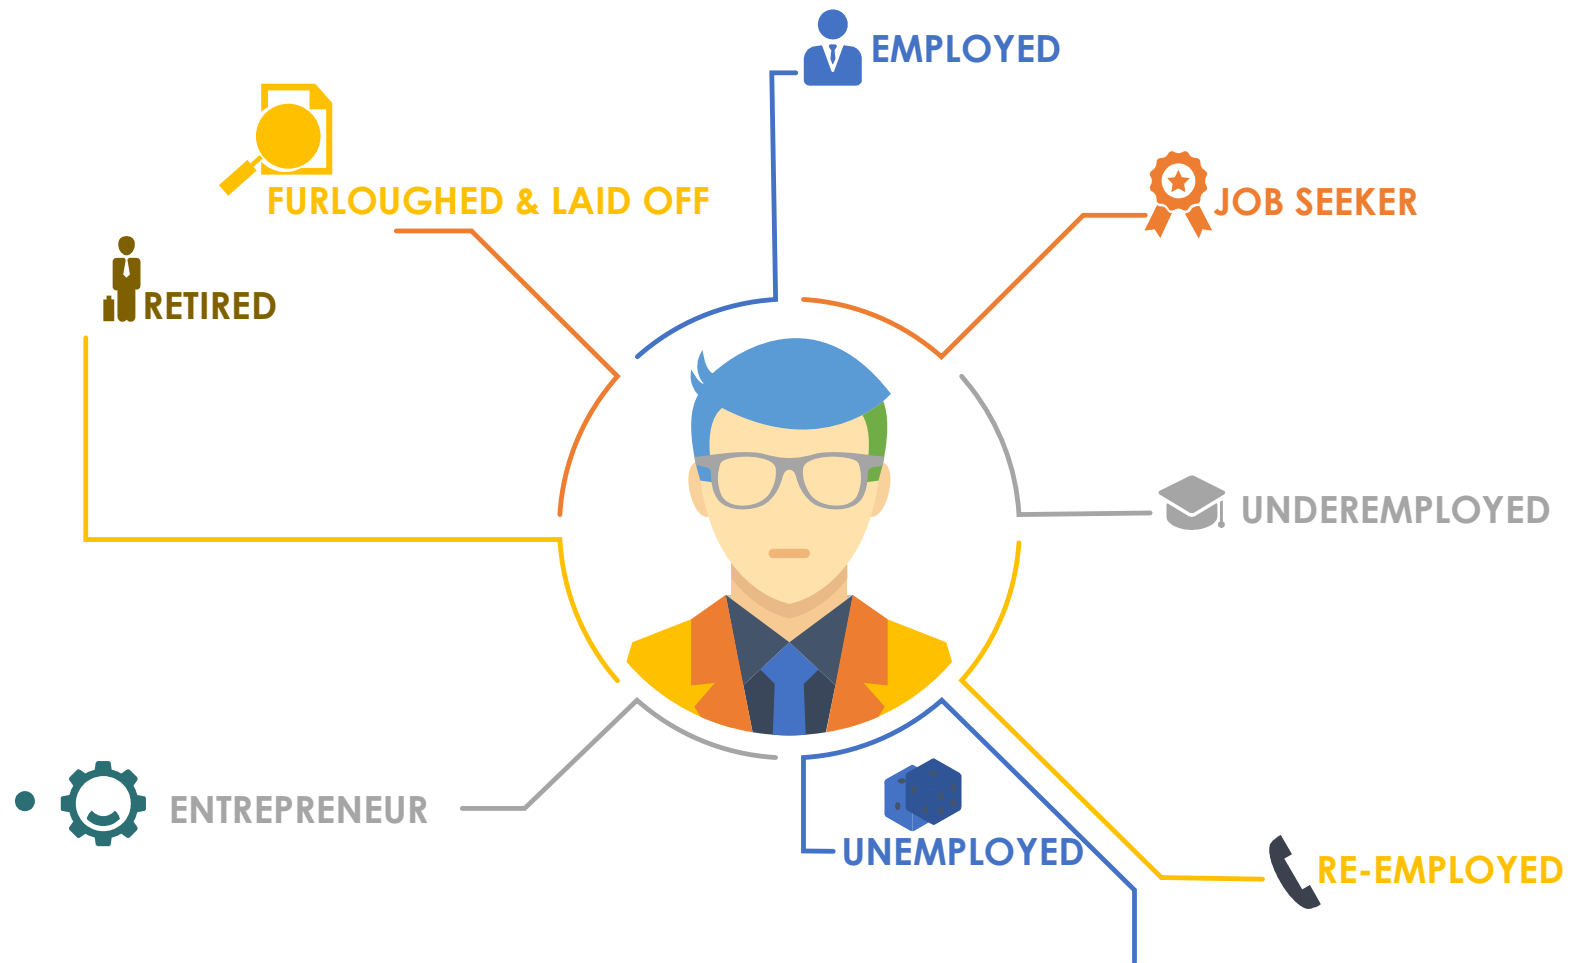 EMPLOYED
FURLOUGHED & LAID OFF
JOB SEEKER
RETIRED
UNDEREMPLOYED
ENTREPRENEUR
UNEMPLOYED
RE-EMPLOYED